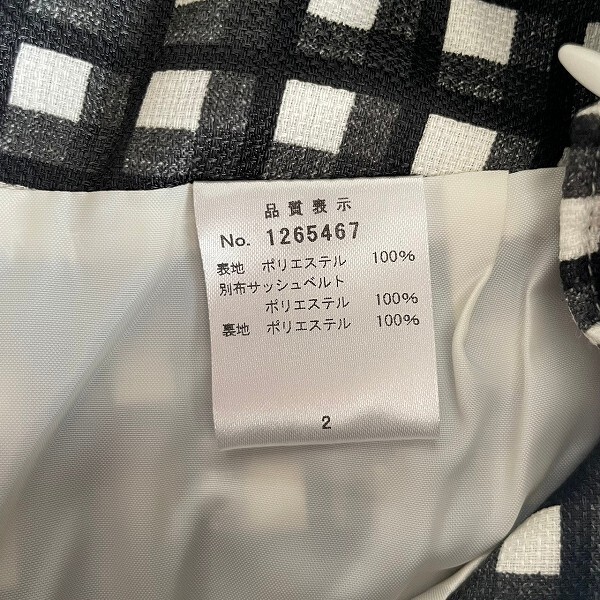 品質表示
No. 1265467
表地 ポリエステル 100%
別布サッシュベルト
ポリエステル 100%
裏地 ポリエステル 100%
2